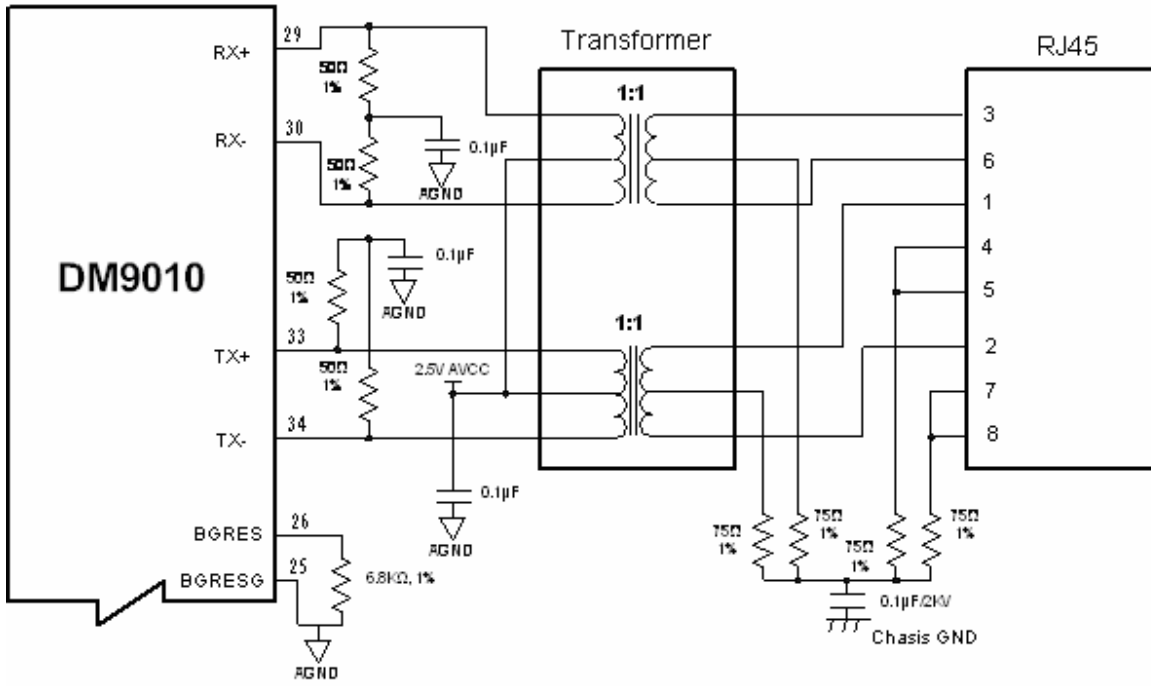 Transformer
RJ45
DM9010
RX+
29
RX-
30
50Ω
1%
50Ω
1%
0.1µF
AGND
50Ω
1%
0.1µF
AGND
TX+
33
50Ω
1%
TX-
34
2.5V AVCC
0.1µF
AGND
BGRES
26
BGRESG
25
6.8KΩ, 1%
AGND
1:1
1:1
3
6
1
4
5
2
7
8
75Ω
1%
75Ω
1%
75Ω
1%
75Ω
1%
0.1µF/2KV
Chasis GND